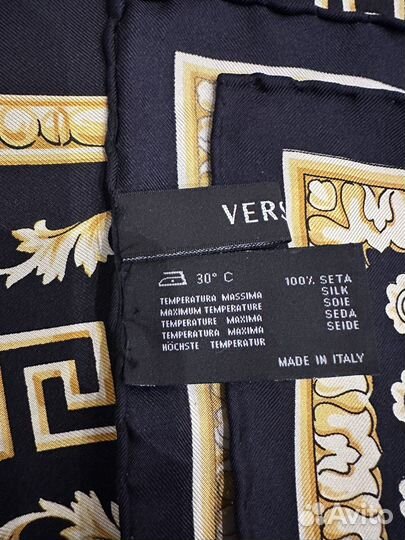 VERS
30° C
TEMPERATURA MASSIMA
MAXIMUM TEMPERATURE
TEMPERATURE MAXIMA
TEMPERATURA MAXIMA
HÖCHSTE TEMPERATUR
100% SETA
SILK
SOIE
SEDA
SEIDE
MADE IN ITALY
Avito